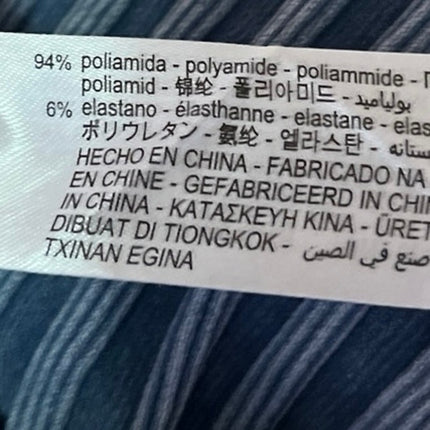 94% poliamida - polyamide - poliammide -
poliamid - 锦纶 - 폴리아미드 - بولياميد
6% elastano - élasthanne - elastane - elas
ポリウレタン - 氨纶 - 엘라스탄 -
HECHO EN CHINA - FABRICADO NA
EN CHINE - GEFABRICEERD IN CHIN
IN CHINA - ΚΑΤΑΣΚΕΥΗ ΚΙΝΑ - ÜRET
DIBUAT DI TIONGKOK - صنع في الصين
TXINAN EGINA